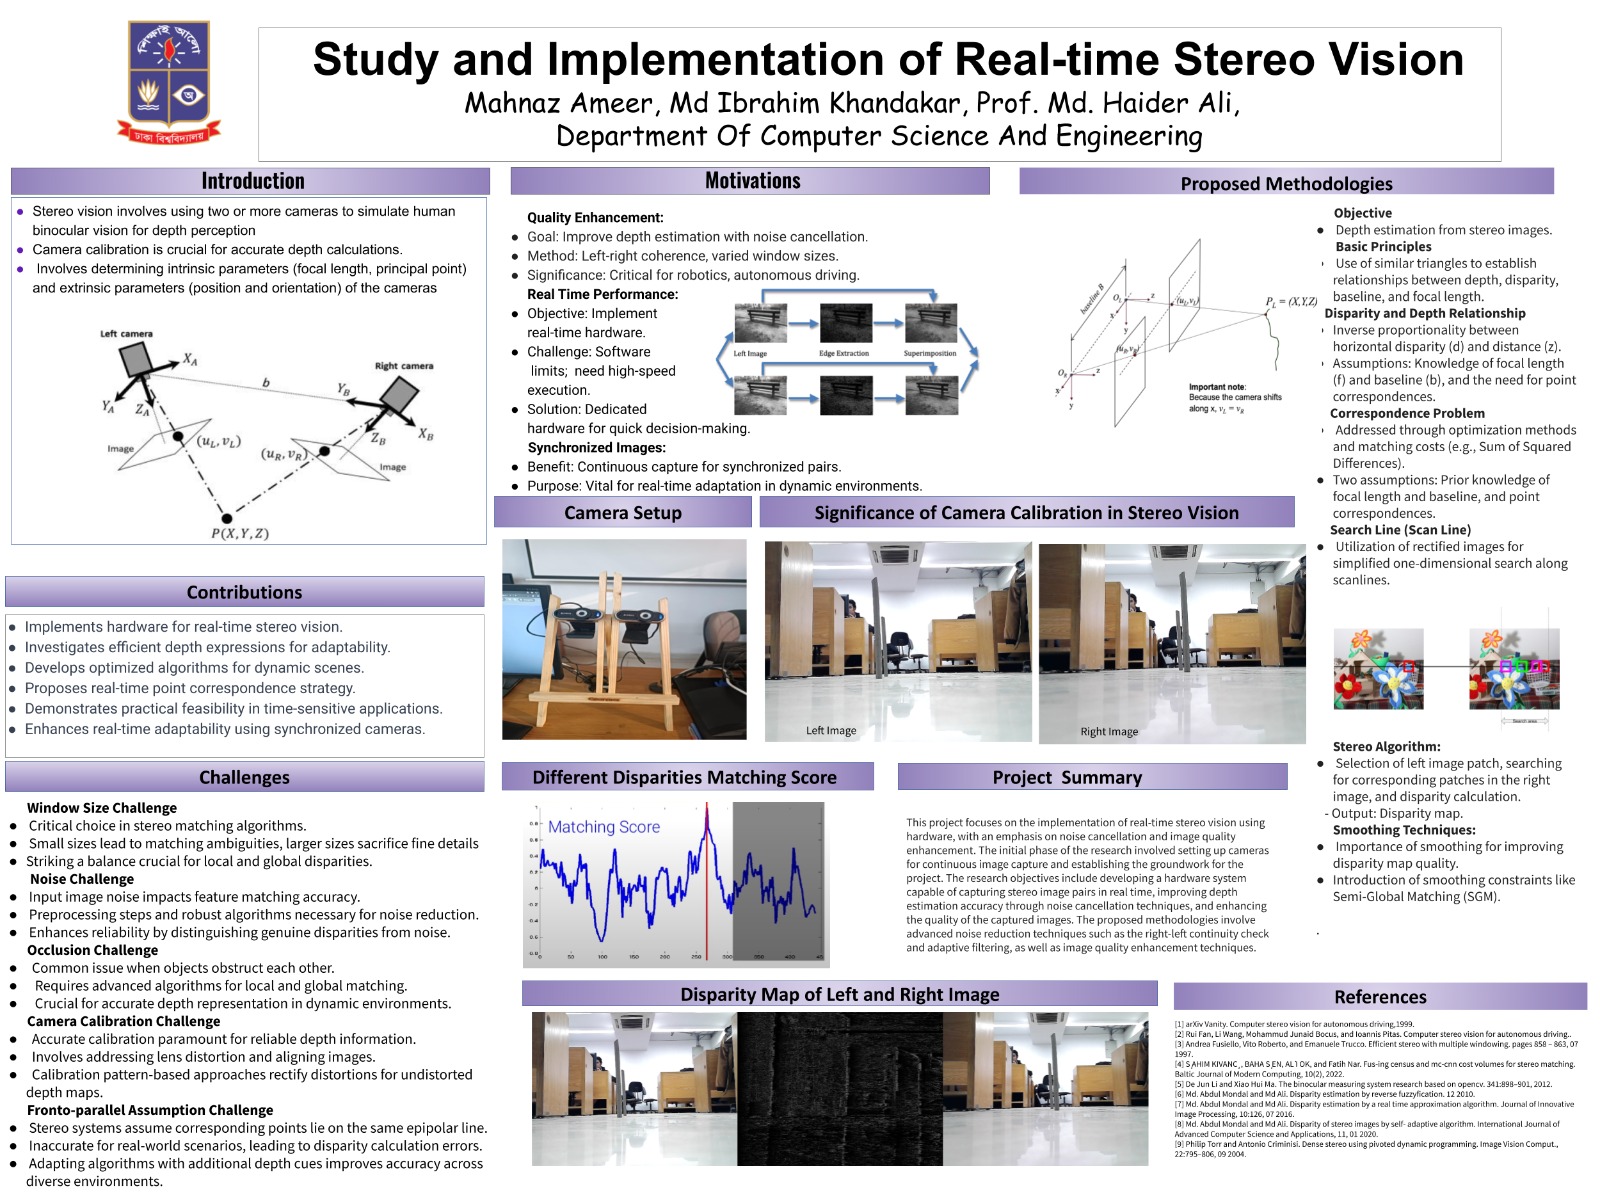 শিক্ষাই আলো
ঢাকা বিশ্ববিদ্যালয়
Study and Implementation of Real-time Stereo Vision
Mahnaz Ameer, Md Ibrahim Khandakar, Prof. Md. Haider Ali,
Department Of Computer Science And Engineering
Introduction
● Stereo vision involves using two or more cameras to simulate human
binocular vision for depth perception
● Camera calibration is crucial for accurate depth calculations.
● Involves determining intrinsic parameters (focal length, principal point)
and extrinsic parameters (position and orientation) of the cameras
Left camera
X_A
Right camera
b
Y_B
Y_A
Z_A
X_B
Z_B
(u_L, v_L)
(u_R, v_R)
Image
Image
P(X,Y,Z)
Contributions
● Implements hardware for real-time stereo vision.
● Investigates efficient depth expressions for adaptability.
● Develops optimized algorithms for dynamic scenes.
● Proposes real-time point correspondence strategy.
● Demonstrates practical feasibility in time-sensitive applications.
● Enhances real-time adaptability using synchronized cameras.
Challenges
Window Size Challenge
● Critical choice in stereo matching algorithms.
● Small sizes lead to matching ambiguities, larger sizes sacrifice fine details
● Striking a balance crucial for local and global disparities.
Noise Challenge
● Input image noise impacts feature matching accuracy.
● Preprocessing steps and robust algorithms necessary for noise reduction.
● Enhances reliability by distinguishing genuine disparities from noise.
Occlusion Challenge
● Common issue when objects obstruct each other.
● Requires advanced algorithms for local and global matching.
● Crucial for accurate depth representation in dynamic environments.
Camera Calibration Challenge
● Accurate calibration paramount for reliable depth information.
● Involves addressing lens distortion and aligning images.
● Calibration pattern-based approaches rectify distortions for undistorted
depth maps.
Fronto-parallel Assumption Challenge
● Stereo systems assume corresponding points lie on the same epipolar line.
● Inaccurate for real-world scenarios, leading to disparity calculation errors.
● Adapting algorithms with additional depth cues improves accuracy across
diverse environments.
Motivations
Quality Enhancement:
● Goal: Improve depth estimation with noise cancellation.
● Method: Left-right coherence, varied window sizes.
● Significance: Critical for robotics, autonomous driving.
Real Time Performance:
● Objective: Implement
real-time hardware.
● Challenge: Software
limits; need high-speed
execution.
● Solution: Dedicated
hardware for quick decision-making.
Left Image
Edge Extraction
Superimposition
Synchronized Images:
● Benefit: Continuous capture for synchronized pairs.
● Purpose: Vital for real-time adaptation in dynamic environments.
Camera Setup
Significance of Camera Calibration in Stereo Vision
Left Image
Right Image
Different Disparities Matching Score
Matching Score
0 50 100 150 200 250 300 350 400
Project Summary
This project focuses on the implementation of real-time stereo vision using
hardware, with an emphasis on noise cancellation and image quality
enhancement. The initial phase of the research involved setting up cameras
for continuous image capture and establishing the groundwork for the
project. The research objectives include developing a hardware system
capable of capturing stereo image pairs in real time, improving depth
estimation accuracy through noise cancellation techniques, and enhancing
the quality of the captured images. The proposed methodologies involve
advanced noise reduction techniques such as the right-left continuity check
and adaptive filtering, as well as image quality enhancement techniques.
Disparity Map of Left and Right Image
Proposed Methodologies
baseline B
O_L
z
x
y
(u_L,v_L)
P_L = (X,Y,Z)
(u_R,v_R)
O_R
z
x
y
Important note:
Because the camera shifts
along x, v_L = v_R
Objective
● Depth estimation from stereo images.
Basic Principles
Use of similar triangles to establish
relationships between depth, disparity,
baseline, and focal length.
Disparity and Depth Relationship
Inverse proportionality between
horizontal disparity (d) and distance (z).
Assumptions: Knowledge of focal length
(f) and baseline (b), and the need for point
correspondences.
Correspondence Problem
Addressed through optimization methods
and matching costs (e.g., Sum of Squared
Differences).
● Two assumptions: Prior knowledge of
focal length and baseline, and point
correspondences.
Search Line (Scan Line)
● Utilization of rectified images for
simplified one-dimensional search along
scanlines.
Search area
Stereo Algorithm:
● Selection of left image patch, searching
for corresponding patches in the right
image, and disparity calculation.
- Output: Disparity map.
Smoothing Techniques:
● Importance of smoothing for improving
disparity map quality.
● Introduction of smoothing constraints like
Semi-Global Matching (SGM).
.
References
[1] arXiv Vanity. Computer stereo vision for autonomous driving,1999.
[2] Rui Fan, Li Wang, Mohammud Junaid Bocus, and Ioannis Pitas. Computer stereo vision for autonomous driving..
[3] Andrea Fusiello, Vito Roberto, and Emanuele Trucco. Efficient stereo with multiple windowing. pages 858 – 863, 07
1997.
[4] S¸AHIM KIVANC¸, BAHA S¸EN, OK, and Fatih Nar. Fus-ing census and mc-cnn cost volumes for stereo matching.
Baltic Journal of Modern Computing, 10(2), 2022.
[5] De Jun Li and Xiao Hui Ma. The binocular measuring system research based on opencv. 341:898–901, 2012.
[6] Md. Abdul Mondal and Md Ali. Disparity estimation by reverse fuzzyfication. 12 2010.
[7] Md. Abdul Mondal and Md Ali. Disparity estimation by a real time approximation algorithm. Journal of Innovative
Image Processing, 10:126, 07 2016.
[8] Md. Abdul Mondal and Md Ali. Disparity of stereo images by self- adaptive algorithm. International Journal of
Advanced Computer Science and Applications, 11, 01 2020.
[9] Philip Torr and Antonio Criminisi. Dense stereo using pivoted dynamic programming. Image Vision Comput.,
22:795–806, 09 2004.